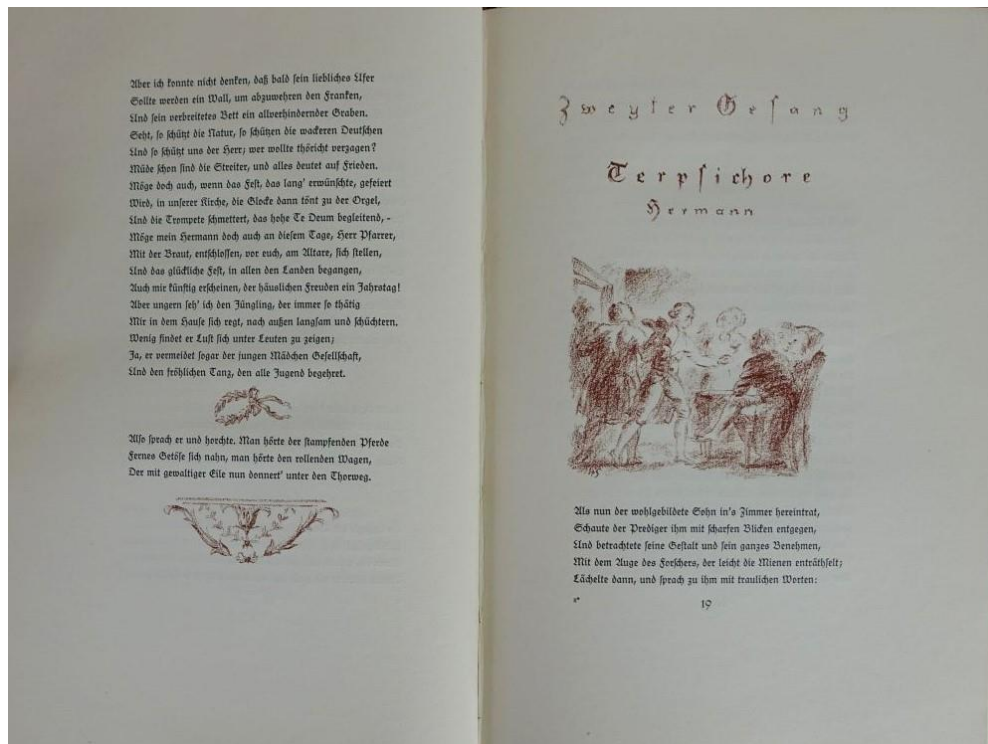 Aber ich konnte nicht denken, daß bald sein liebliches Ufer
Sollte werden ein Wall, um abzuwehren den Franken,
Und sein verbreitetes Bett ein allverhindernder Graben.
Seht, so schützt die Natur, so schützen die wackeren Deutschen
Und so schützt uns der Herr; wer wollte thöricht verzagen?
Müde schon sind die Streiter, und alles deutet auf Frieden.
Möge doch auch, wenn das Fest, das lang' erwünschte, gefeiert
Wird, in unserer Kirche, die Glocke dann tönt zu der Orgel,
Und die Trompete schmettert, das hohe Te Deum begleitend, -
Möge mein Hermann doch auch an diesem Tage, Herr Pfarrer,
Mit der Braut, entschlossen, vor euch, am Altare, sich stellen,
Und das glückliche Fest, in allen den Landen begangen,
Auch mir künftig erscheinen, der häuslichen Freuden ein Jahrstag!
Aber ungern seh' ich den Jüngling, der immer so thätig
Mir in dem Hause sich regt, nach außen langsam und schüchtern.
Wenig findet er Lust sich unter Leuten zu zeigen;
Ja, er vermeidet sogar der jungen Mädchen Gesellschaft,
Und den fröhlichen Tanz, den alle Jugend begehret.
Also sprach er und horchte. Man hörte der stampfenden Pferde
Fernes Getöse sich nahn, man hörte den rollenden Wagen,
Der mit gewaltiger Eile nun donnert' unter den Thorweg.
Zweyter Gesang
Terpsichore
Hermann
Als nun der wohlgebildete Sohn in's Zimmer hereintrat,
Schaute der Prediger ihm mit scharfen Blicken entgegen,
Und betrachtete seine Gestalt und sein ganzes Benehmen,
Mit dem Auge des Forschers, der leicht die Mienen enträthselt;
Lächelte dann, und sprach zu ihm mit traulichen Worten:
19